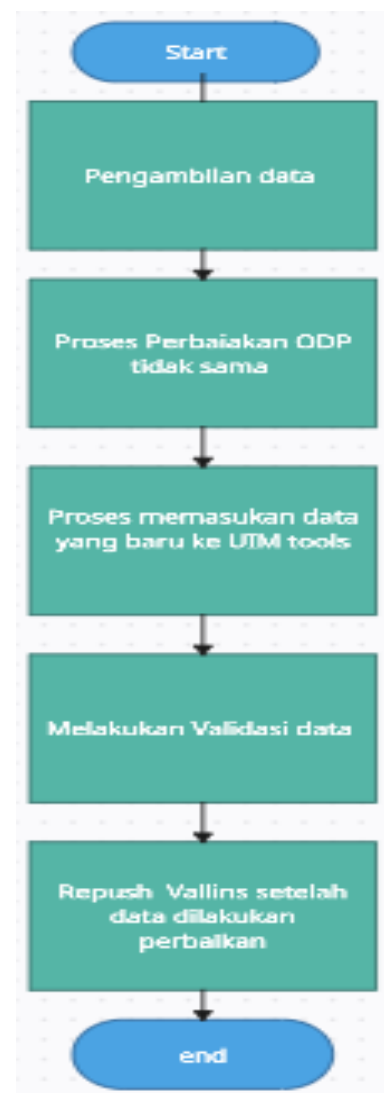 Start
Pengambilan data
Proses Perbaiakan ODP
tidak sama
Proses memasukan data
yang baru ke UIM tools
Melakukan Validasi data
Repush Vallins setelah
data dilakukan
perbaikan
end